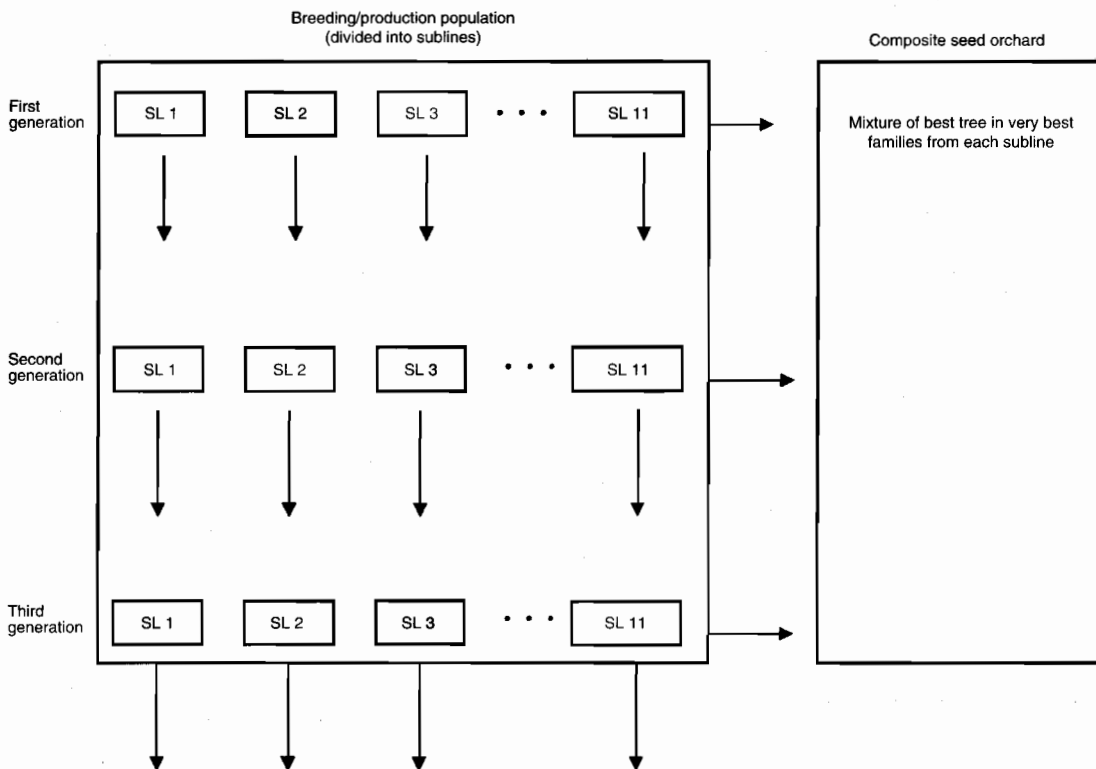 Breeding/production population
(divided into sublines)
Composite seed orchard
First
generation
SL 1
SL 2
SL 3
• • •
SL 11
Mixture of best tree in very best
families from each subline
Second
generation
SL 1
SL 2
SL 3
• • •
SL 11
Third
generation
SL 1
SL 2
SL 3
• • •
SL 11